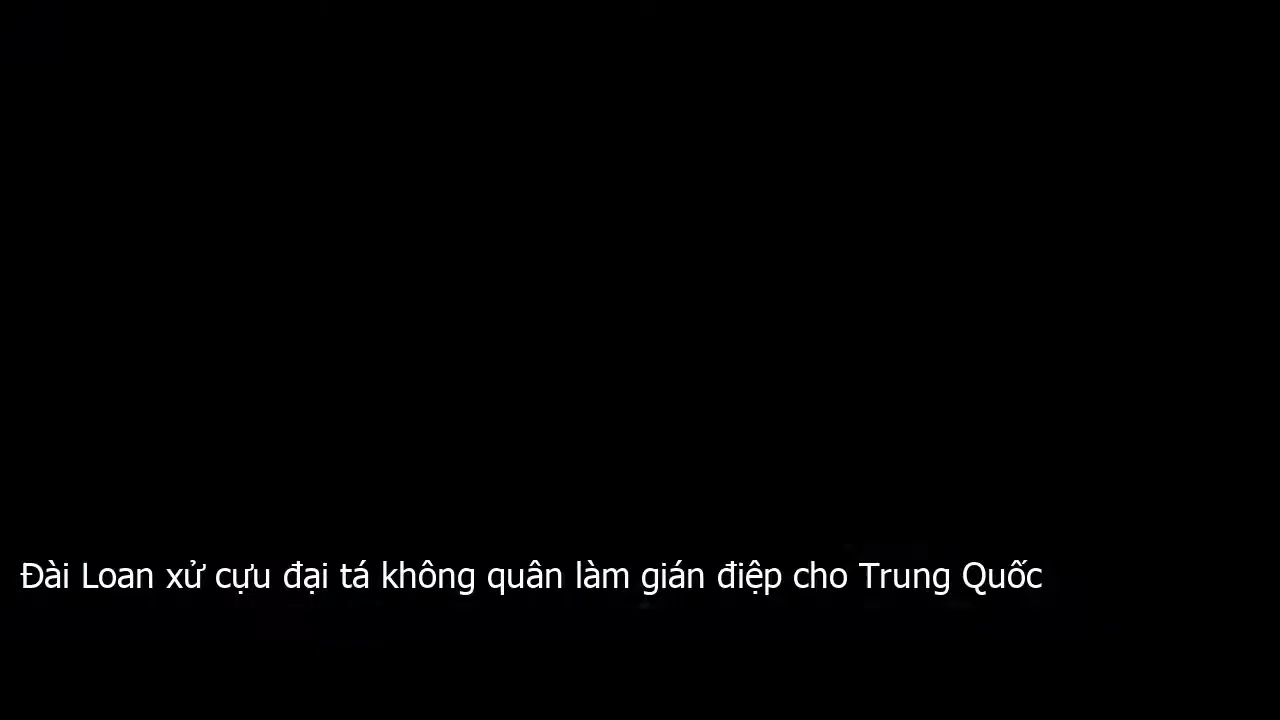 Đài Loan xử cựu đại tá không quân làm gián điệp cho Trung Quốc